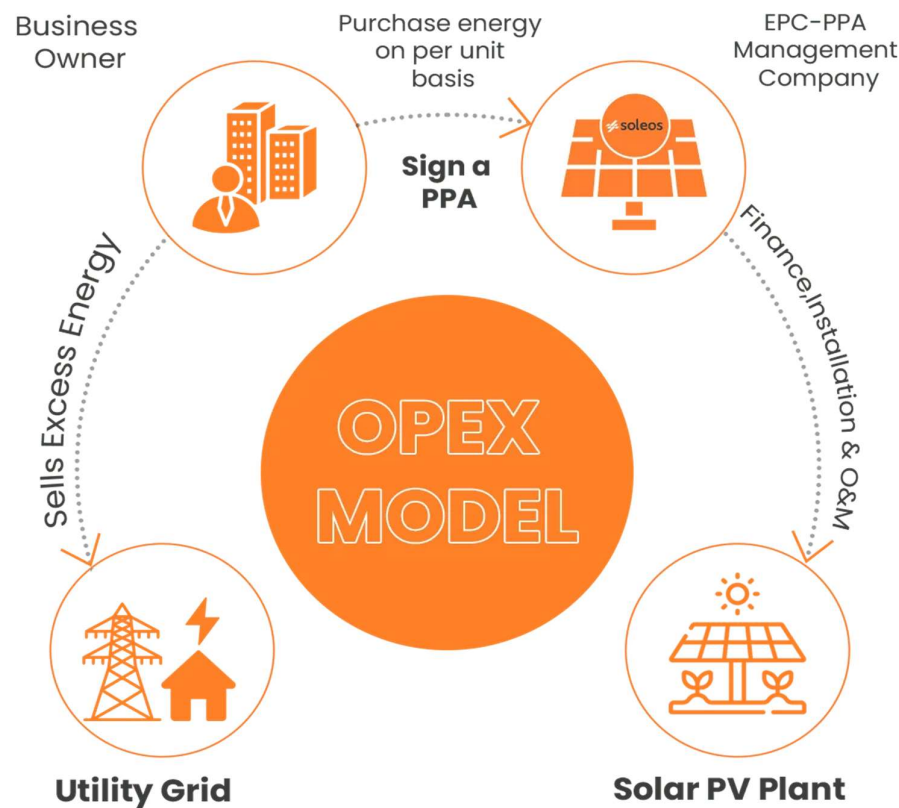 Business
Owner
Purchase energy
on per unit
basis
EPC-PPA
Management
Company
soleos
Sign a
PPA
Sells Excess Energy
Finance,Installation & O&M
OPEX
MODEL
Utility Grid
Solar PV Plant